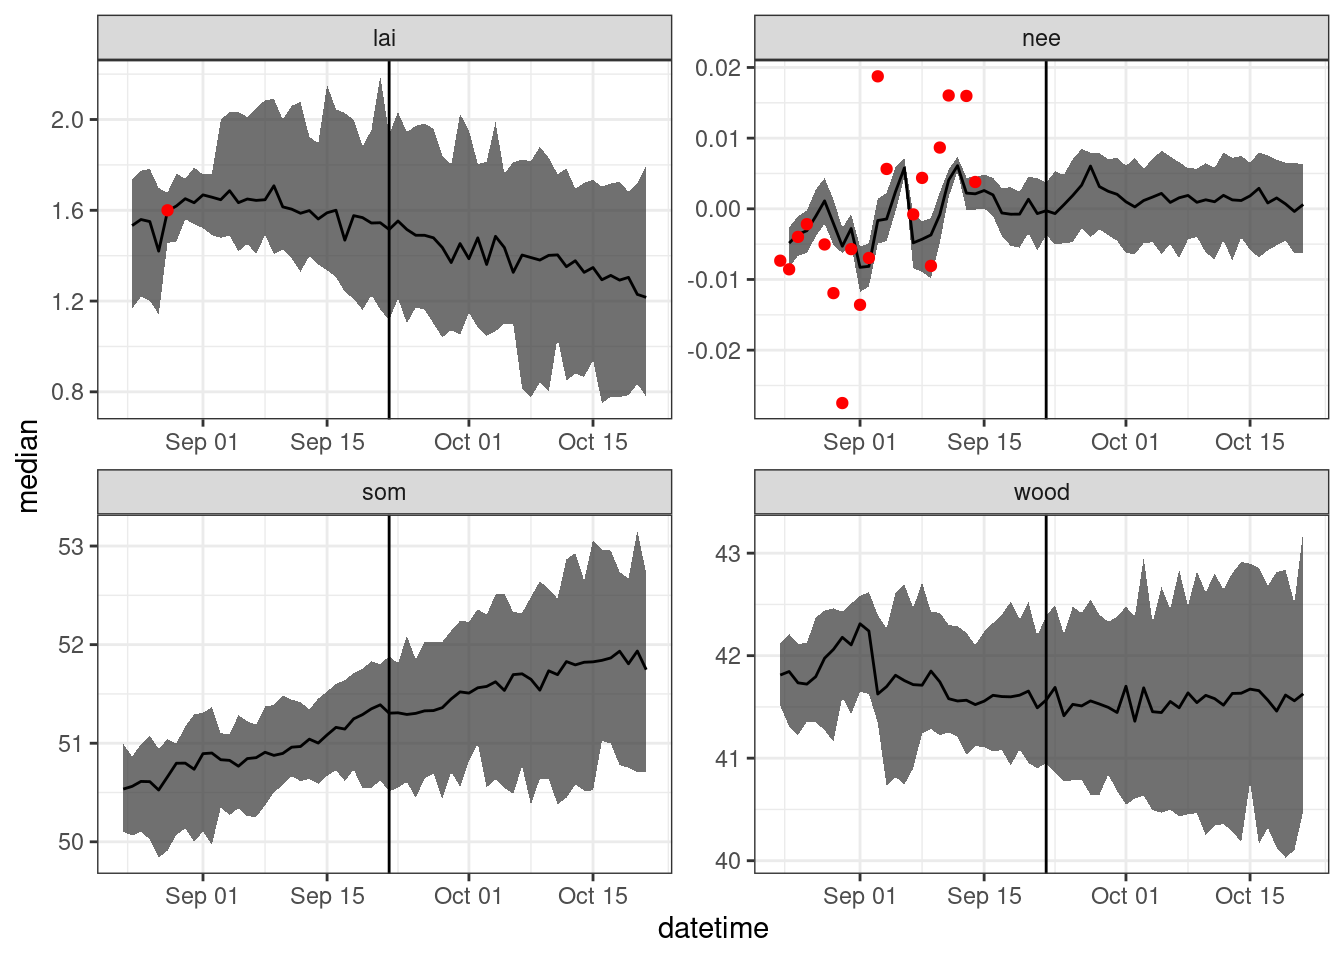 lai
nee
2.0
1.6
1.2
0.8
0.02
0.01
0.00
-0.01
-0.02
Sep 01 Sep 15 Oct 01 Oct 15
Sep 01 Sep 15 Oct 01 Oct 15
median
som
wood
53
52
51
50
43
42
41
40
Sep 01 Sep 15 Oct 01 Oct 15
Sep 01 Sep 15 Oct 01 Oct 15
datetime